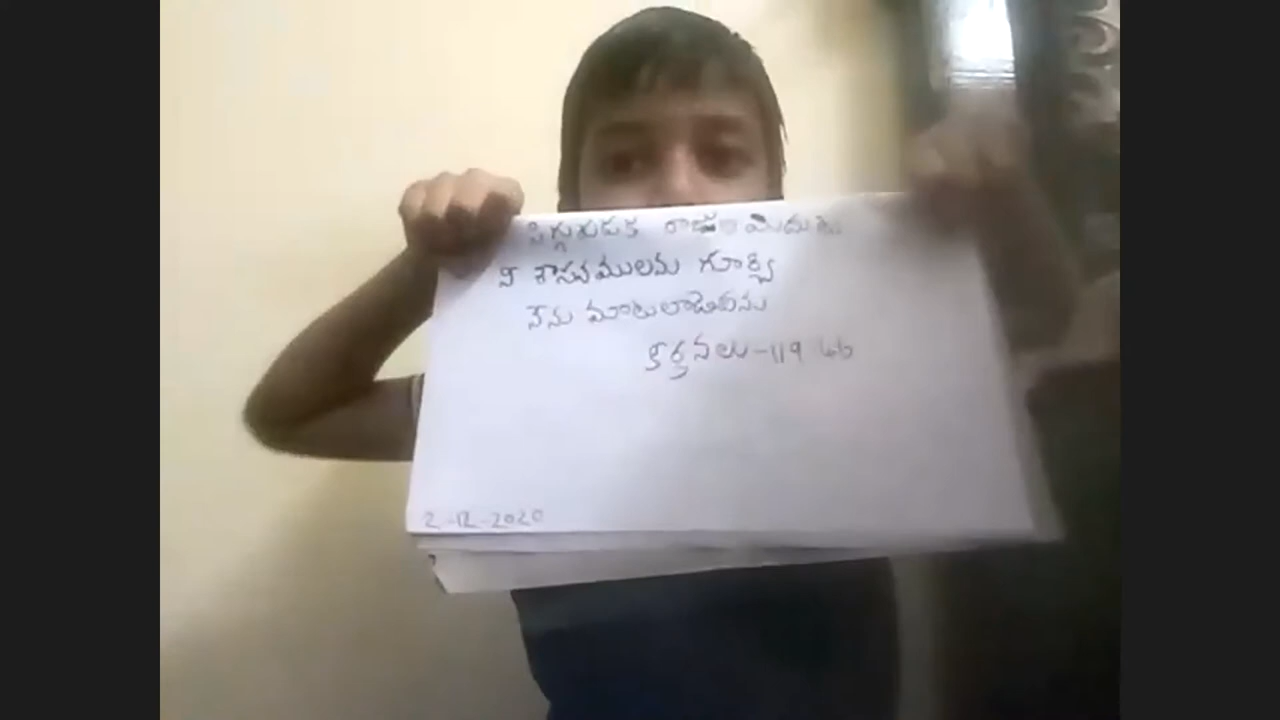 సిగ్గుపడక రాజుల యెదుట
నీ శాసనములను గూర్చి
నేను మాటలాడెదను
కీర్తనలు-119:46
2-12-2020